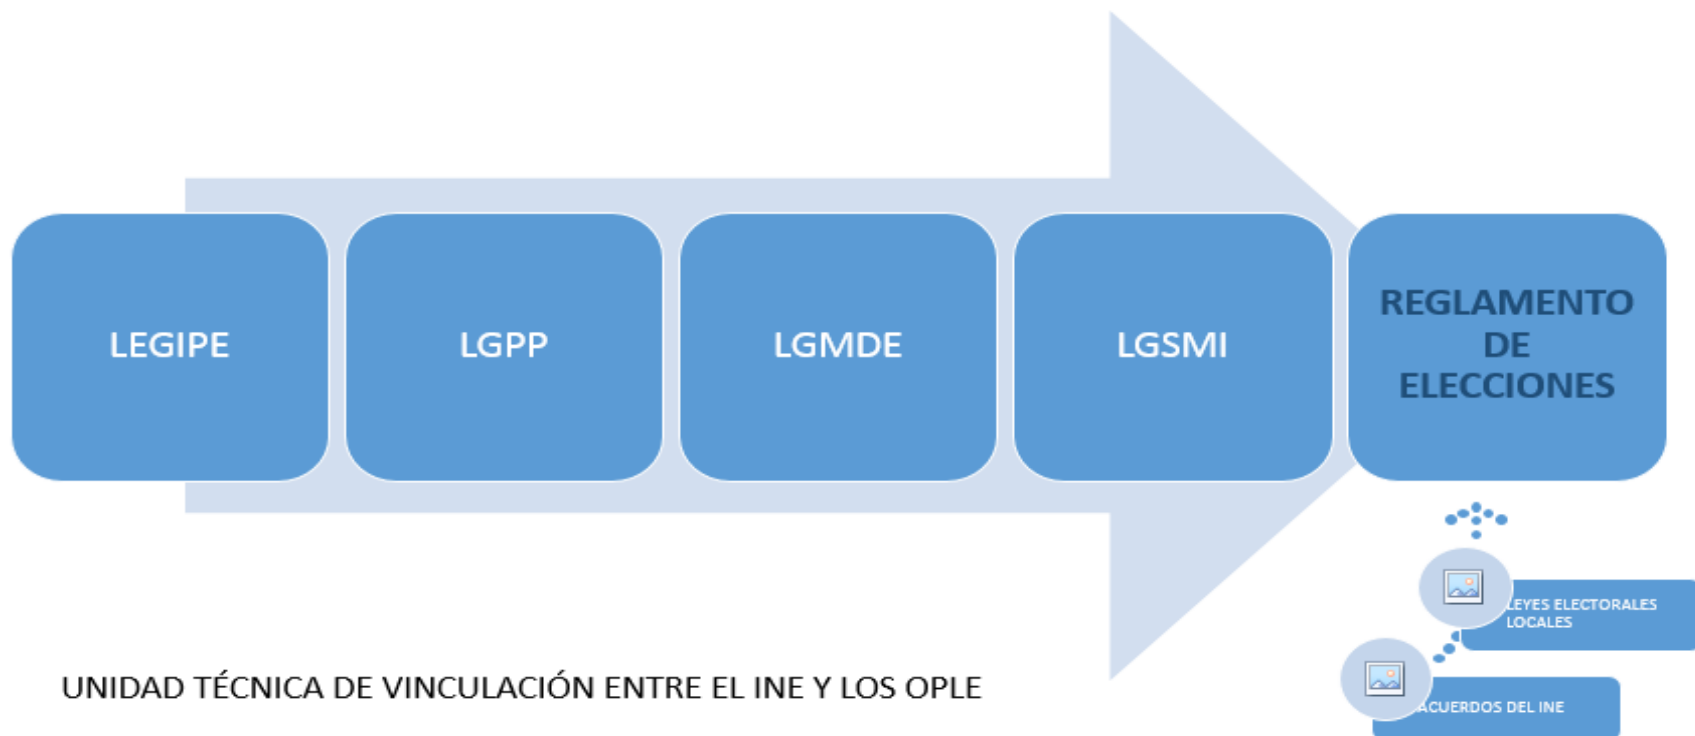 LEGIPE
LGPP
LGMDE
LGSMI
REGLAMENTO
DE
ELECCIONES
LEYES ELECTORALES
LOCALES
ACUERDOS DEL INE
UNIDAD TÉCNICA DE VINCULACIÓN ENTRE EL INE Y LOS OPLE